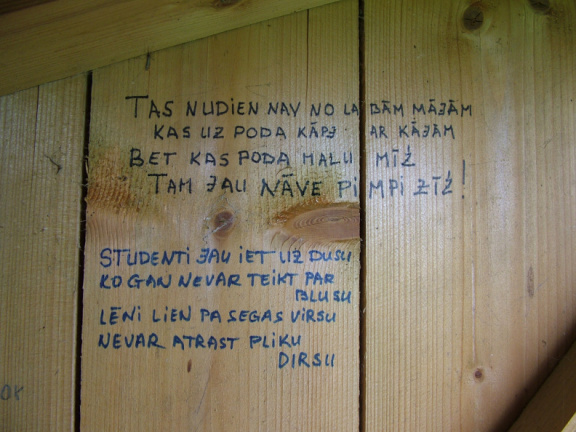 TAS NUDIEN NAV NO LABĀM MĀJĀM
KAS UZ PODA KĀPJ AR KĀJĀM
BET KAS PODA MALU MĪŽ
TAM JAU NĀVE PIMPI ZĪŽ!
STUDENTI JAU IET UZ DUSU
KO GAN NEVAR TEIKT PAR
BLUSU
LĒNI LIEN PA SEGAS VIRSU
NEVAR ATRAST PLIKU
DIRSU